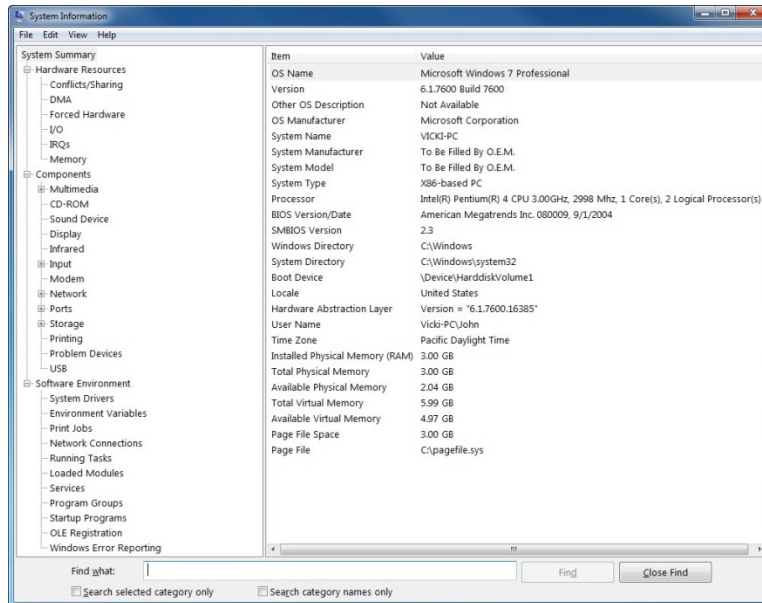 System Information
File Edit View Help
System Summary
Hardware Resources
Conflicts/Sharing
DMA
Forced Hardware
I/O
IRQs
Memory
Components
Multimedia
CD-ROM
Sound Device
Display
Infrared
Input
Modem
Network
Ports
Storage
Printing
Problem Devices
USB
Software Environment
System Drivers
Environment Variables
Print Jobs
Network Connections
Running Tasks
Loaded Modules
Services
Program Groups
Startup Programs
OLE Registration
Windows Error Reporting
Item Value
OS Name Microsoft Windows 7 Professional
Version 6.1.7600 Build 7600
Other OS Description Not Available
OS Manufacturer Microsoft Corporation
System Name VICKI-PC
System Manufacturer To Be Filled By O.E.M.
System Model To Be Filled By O.E.M.
System Type X86-based PC
Processor Intel(R) Pentium(R) 4 CPU 3.00GHz, 2998 Mhz, 1 Core(s), 2 Logical Processor(s)
BIOS Version/Date American Megatrends Inc. 080009, 9/1/2004
SMBIOS Version 2.3
Windows Directory C:\Windows
System Directory C:\Windows\system32
Boot Device \Device\HarddiskVolume1
Locale United States
Hardware Abstraction Layer Version = "6.1.7600.16385"
User Name Vicki-PC\John
Time Zone Pacific Daylight Time
Installed Physical Memory (RAM) 3.00 GB
Total Physical Memory 3.00 GB
Available Physical Memory 2.04 GB
Total Virtual Memory 5.99 GB
Available Virtual Memory 4.97 GB
Page File Space 3.00 GB
Page File C:\pagefile.sys
Find what: Find Close Find
Search selected category only Search category names only